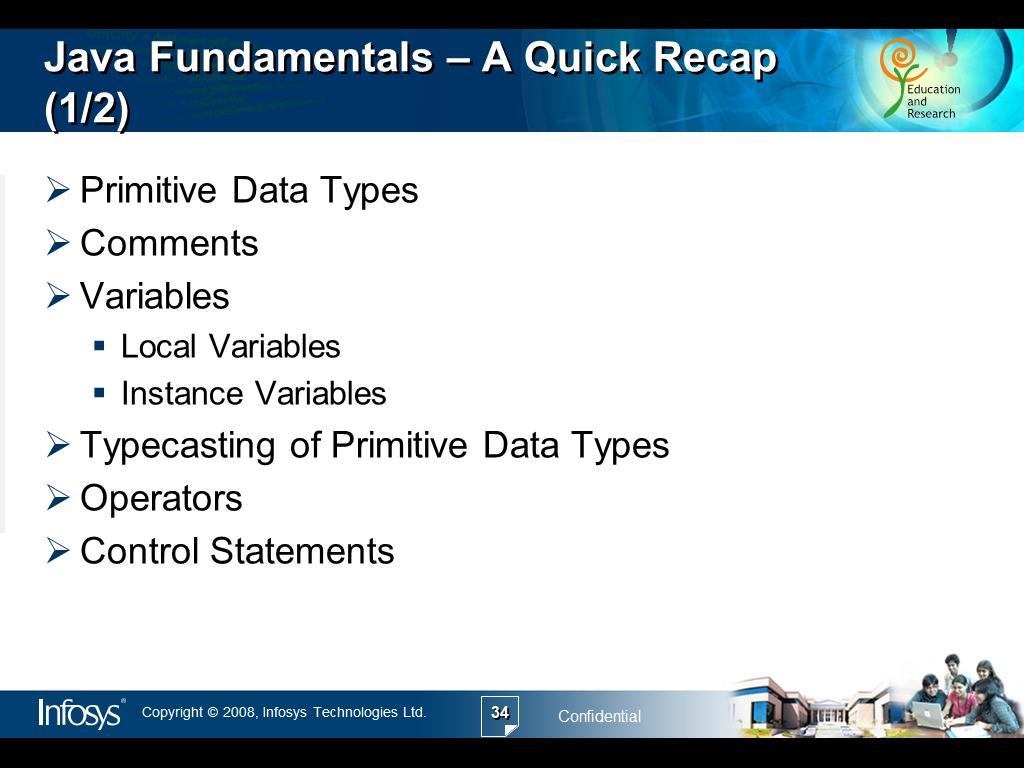 Java Fundamentals – A Quick Recap
(1/2)
Education
and
Research
Primitive Data Types
Comments
Variables
Local Variables
Instance Variables
Typecasting of Primitive Data Types
Operators
Control Statements
Infosys®
Copyright © 2008, Infosys Technologies Ltd.
34
Confidential